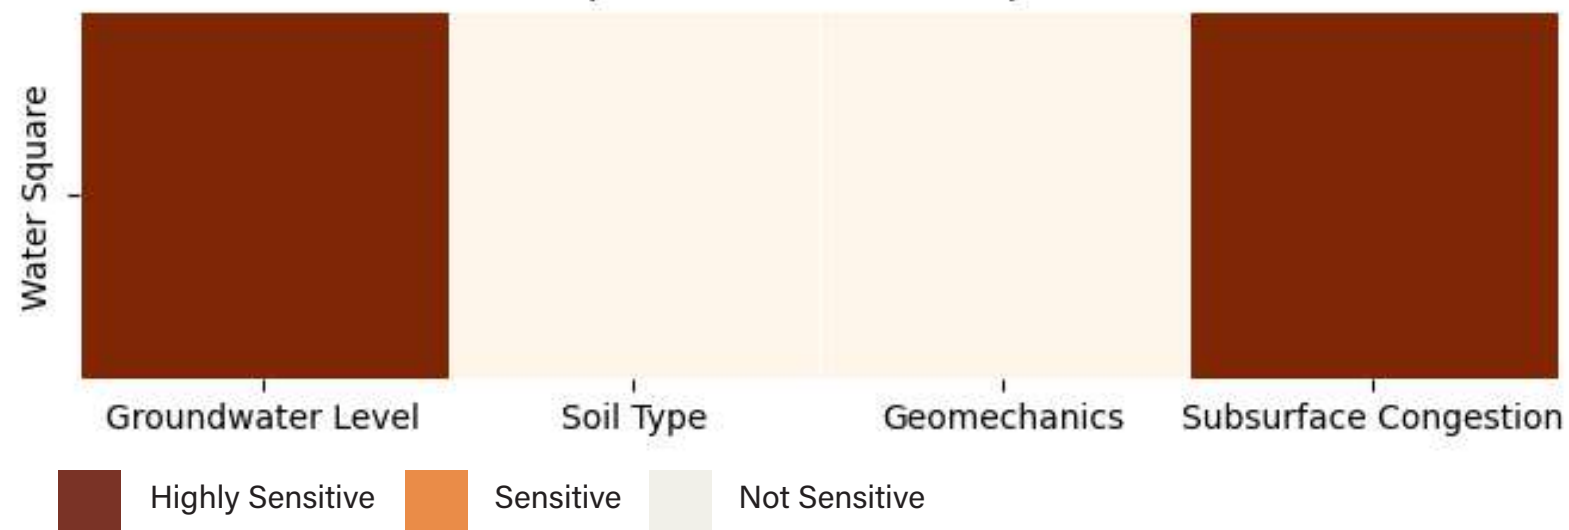 Water Square
Groundwater Level Soil Type Geomechanics Subsurface Congestion
Highly Sensitive Sensitive Not Sensitive